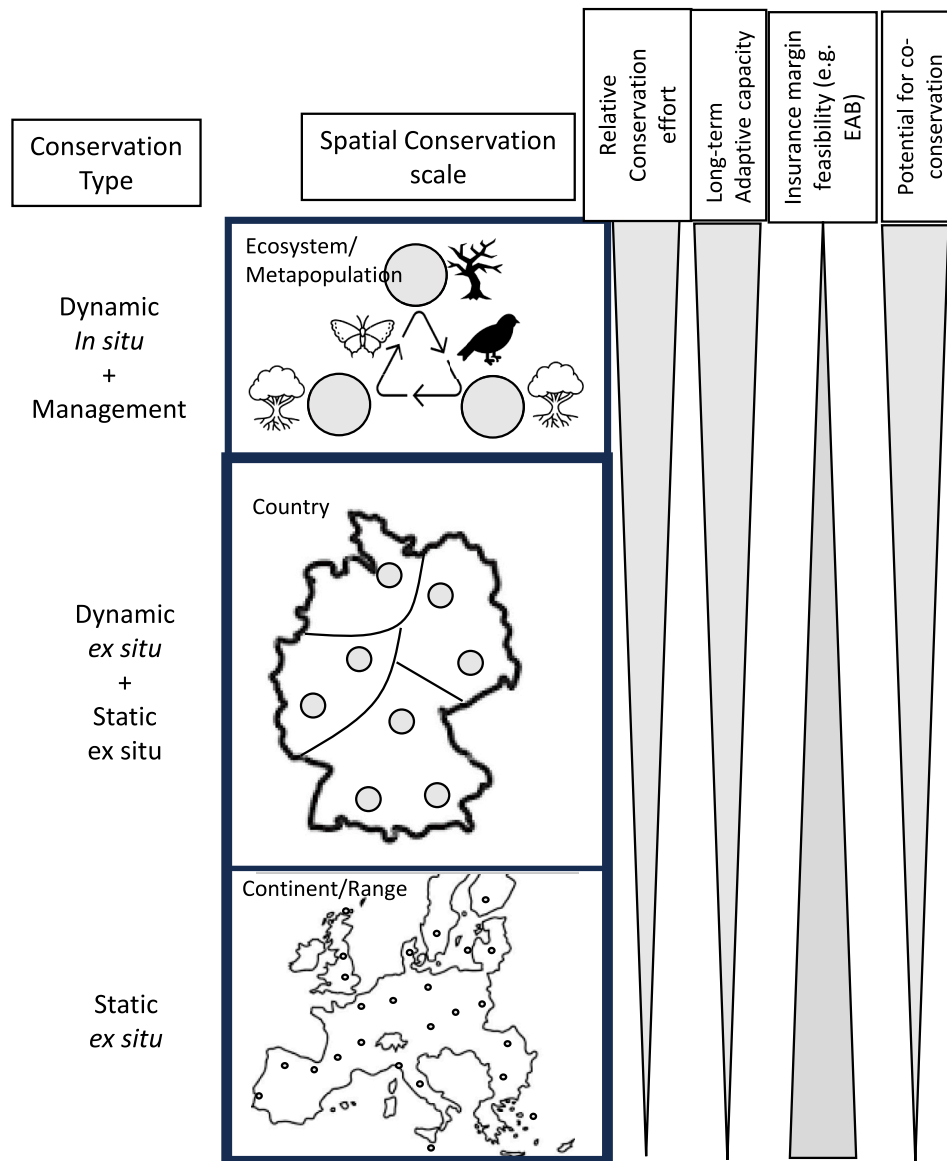 Conservation
Type
Spatial Conservation
scale
Relative
Conservation
effort
Long-term
Adaptive capacity
Insurance margin
feasibility (e.g.
EAB)
Potential for co-
conservation
Dynamic
In situ
+
Management
Ecosystem/
Metapopulation
Dynamic
ex situ
+
Static
ex situ
Country
Static
ex situ
Continent/Range